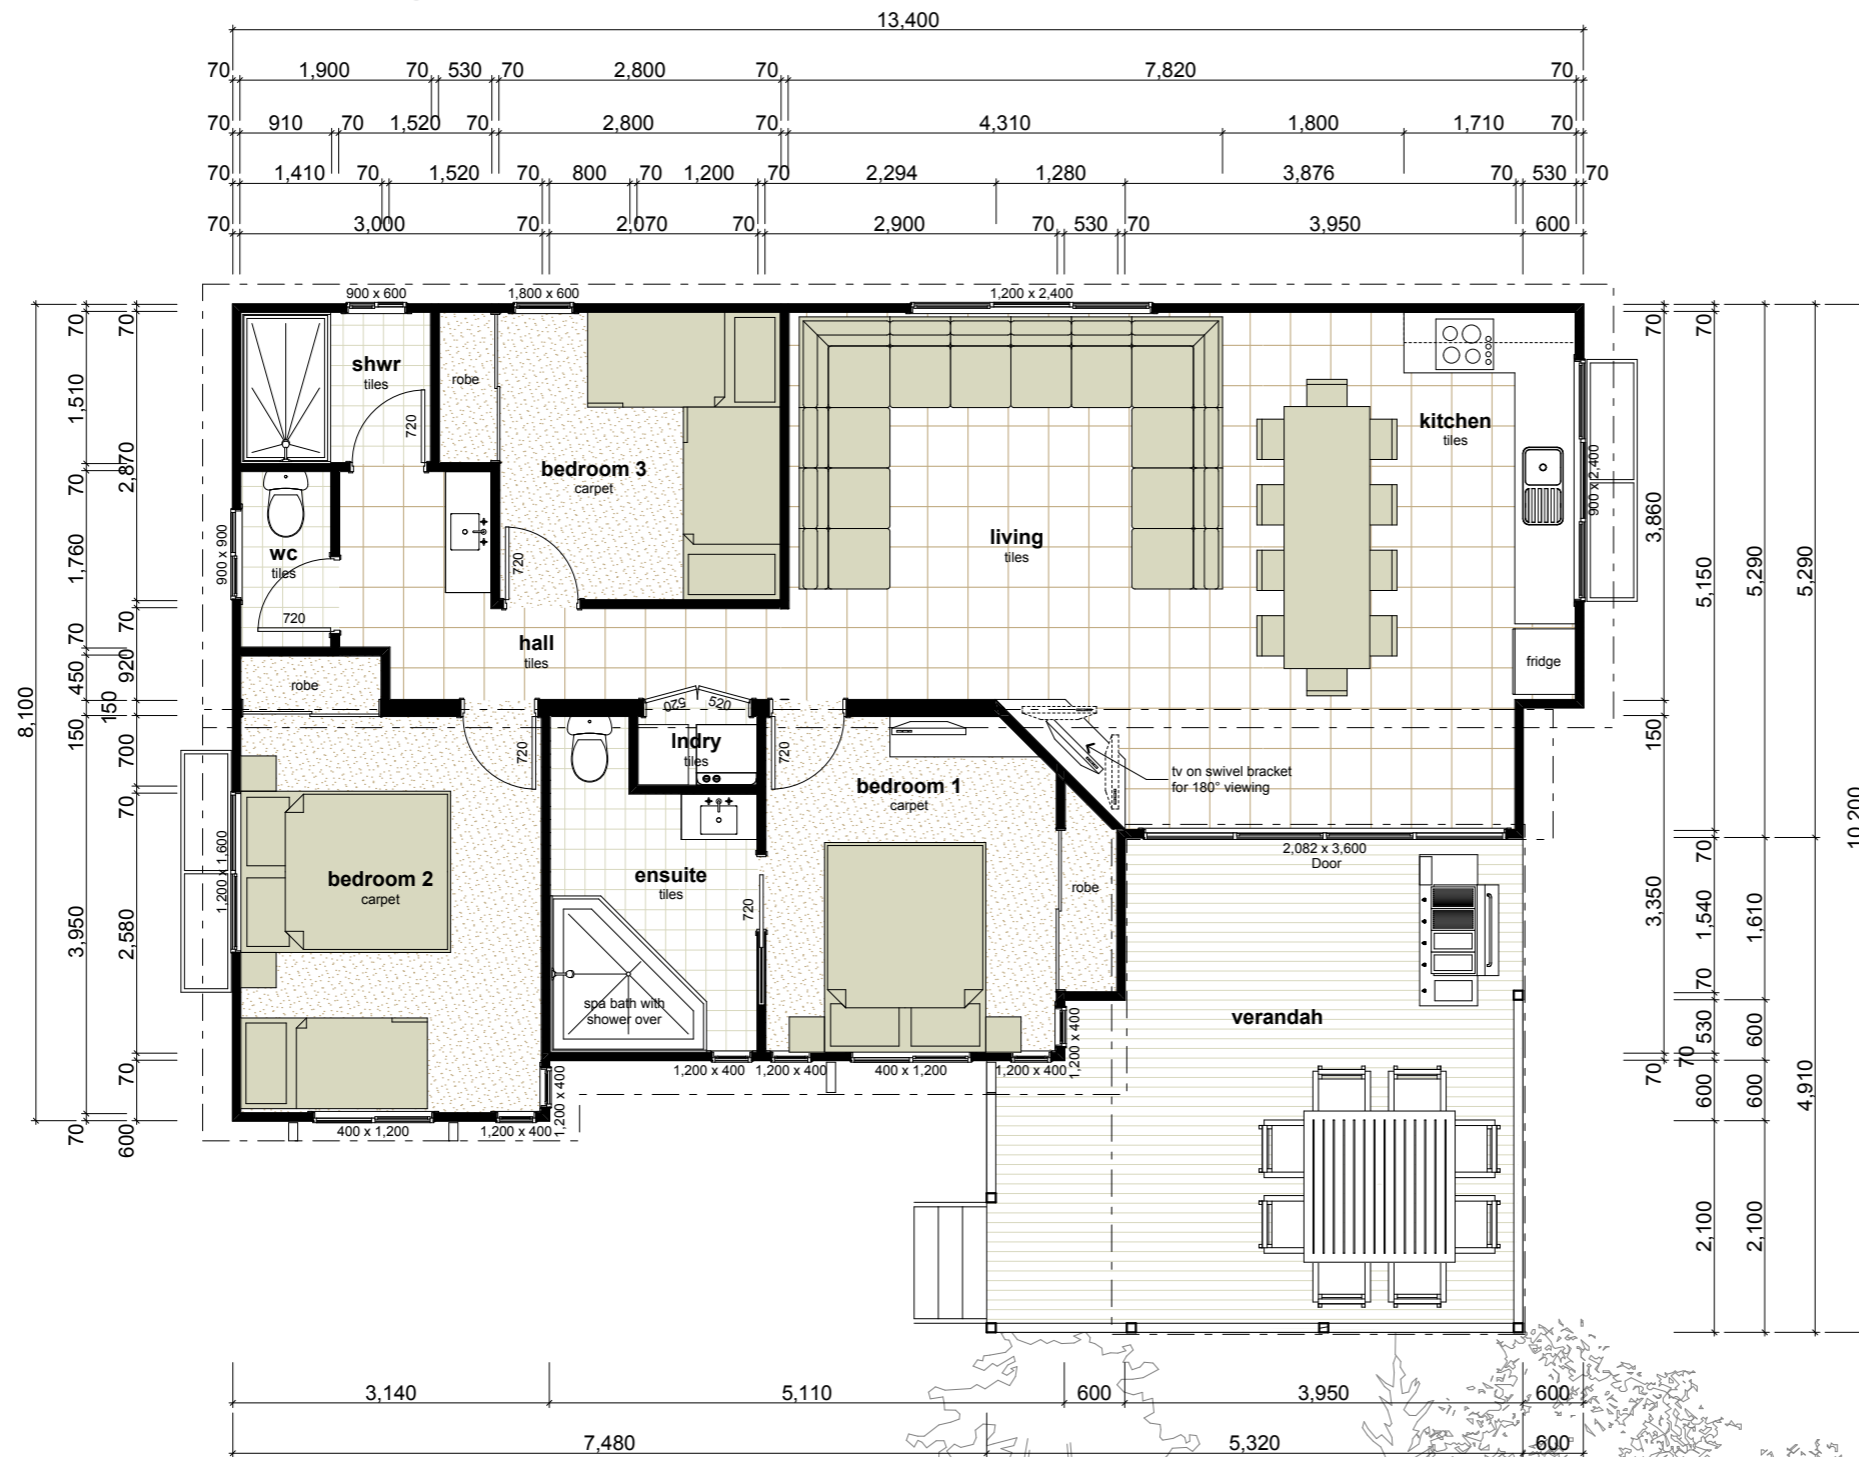 13,400
70 1,900 70 530 70 2,800 70 7,820 70
70 910 70 1,520 70 2,800 70 4,310 1,800 1,710 70
70 1,410 70 1,520 70 800 70 1,200 70 2,294 1,280 3,876 70 530 70
70 3,000 70 2,070 70 2,900 70 530 70 3,950 600
900 x 600
1,800 x 600
1,200 x 2,400
shwr
tiles
720
robe
bedroom 3
carpet
720
living
tiles
kitchen
tiles
900 x 2,400
fridge
wc
tiles
720
900 x 900
hall
tiles
robe
720
520
520
lndry
tiles
720
bedroom 1
carpet
tv on swivel bracket
for 180° viewing
2,082 x 3,600
Door
1,200 x 1,600
bedroom 2
carpet
ensuite
tiles
720
robe
spa bath with
shower over
verandah
1,200 x 400
1,200 x 400
1,200 x 400
400 x 1,200
1,200 x 400
1,200 x 400
400 x 1,200
1,200 x 400
8,100
70
1,510
70
1,760
70
450
150
3,950
70
70
2,870
70
920
150
700
70
2,580
70
600
70
3,860
150
3,350
70
70
5,150
70
1,540
70
530
70
600
2,100
5,290
1,610
600
600
2,100
5,290
4,910
10,200
3,140 5,110 600 3,950 600
7,480 5,320 600